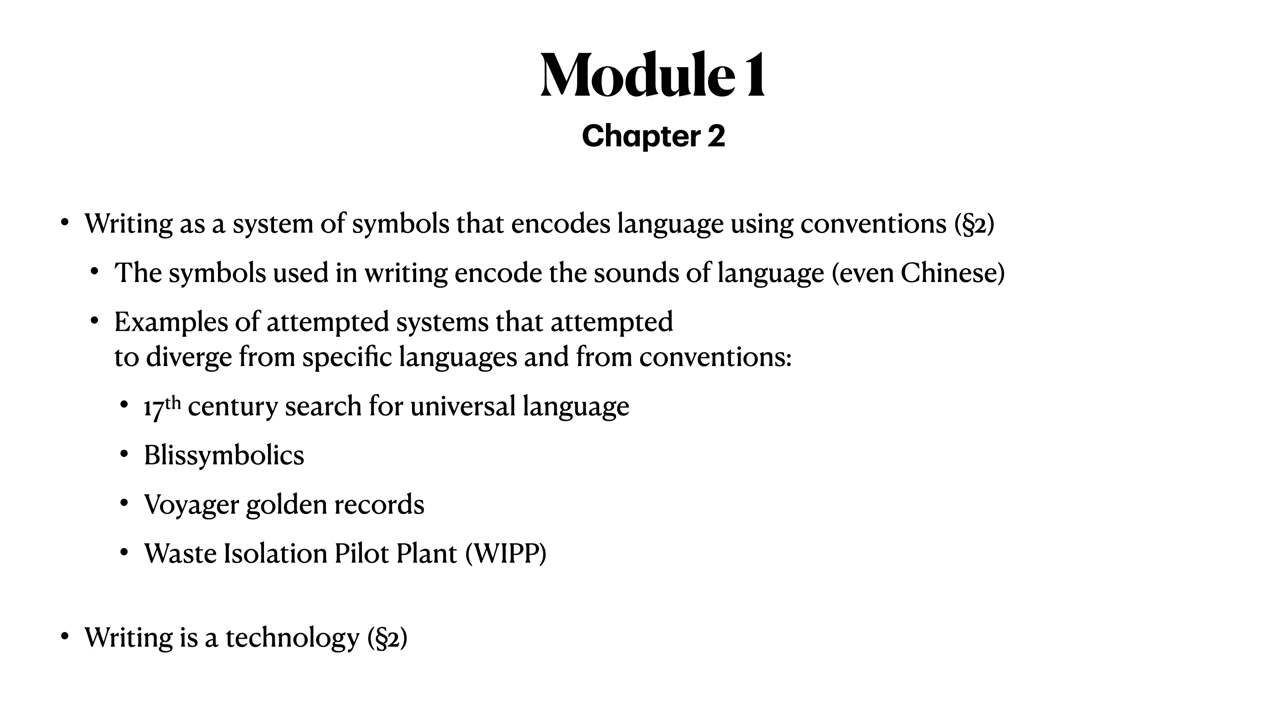 Module 1
Chapter 2
• Writing as a system of symbols that encodes language using conventions (§2)
• The symbols used in writing encode the sounds of language (even Chinese)
• Examples of attempted systems that attempted
to diverge from specific languages and from conventions:
• 17th century search for universal language
• Blissymbolics
• Voyager golden records
• Waste Isolation Pilot Plant (WIPP)
• Writing is a technology (§2)